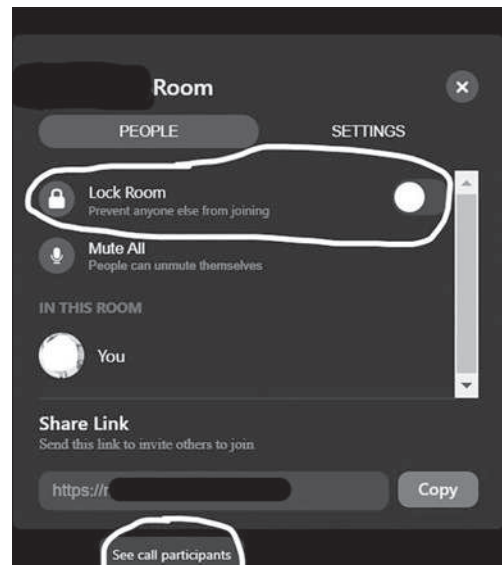 Room
PEOPLE SETTINGS
Lock Room
Prevent anyone else from joining
Mute All
People can unmute themselves
IN THIS ROOM
You
Share Link
Send this link to invite others to join
https://r
Copy
See call participants